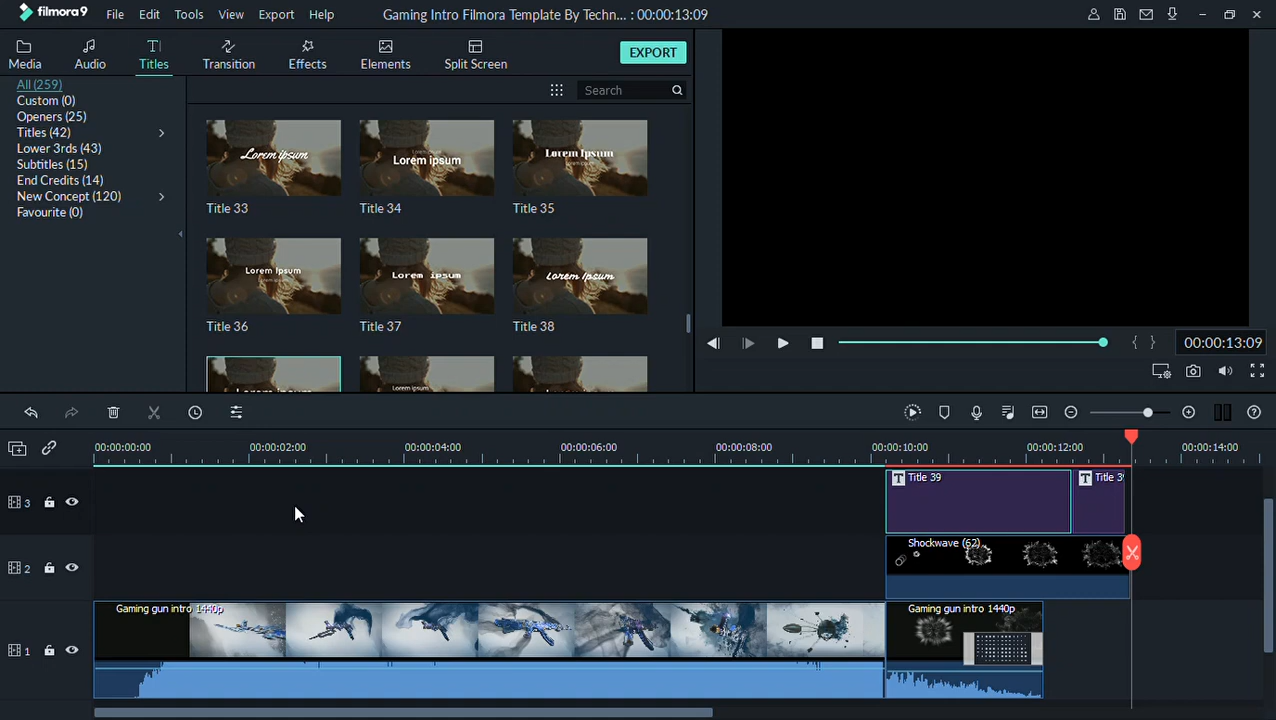 filmora9 File Edit Tools View Export Help Gaming Intro Filmora Template By Techn... : 00:00:13:09
Media Audio Titles Transition Effects Elements Split Screen EXPORT
All (259)
Custom (0)
Openers (25)
Titles (42)
Lower 3rds (43)
Subtitles (15)
End Credits (14)
New Concept (120)
Favourite (0)
Search
Lorem ipsum Lorem ipsum Lorem Ipsum
Title 33 Title 34 Title 35
Lorem Ipsum Lorem ipsum Lorem Ipsum
Title 36 Title 37 Title 38
00:00:13:09
00:00:00:00 00:00:02:00 00:00:04:00 00:00:06:00 00:00:08:00 00:00:10:00 00:00:12:00 00:00:14:00
3 T Title 39 T Title 3
2 Shockwave (62)
1 Gaming gun intro 1440p Gaming gun intro 1440p